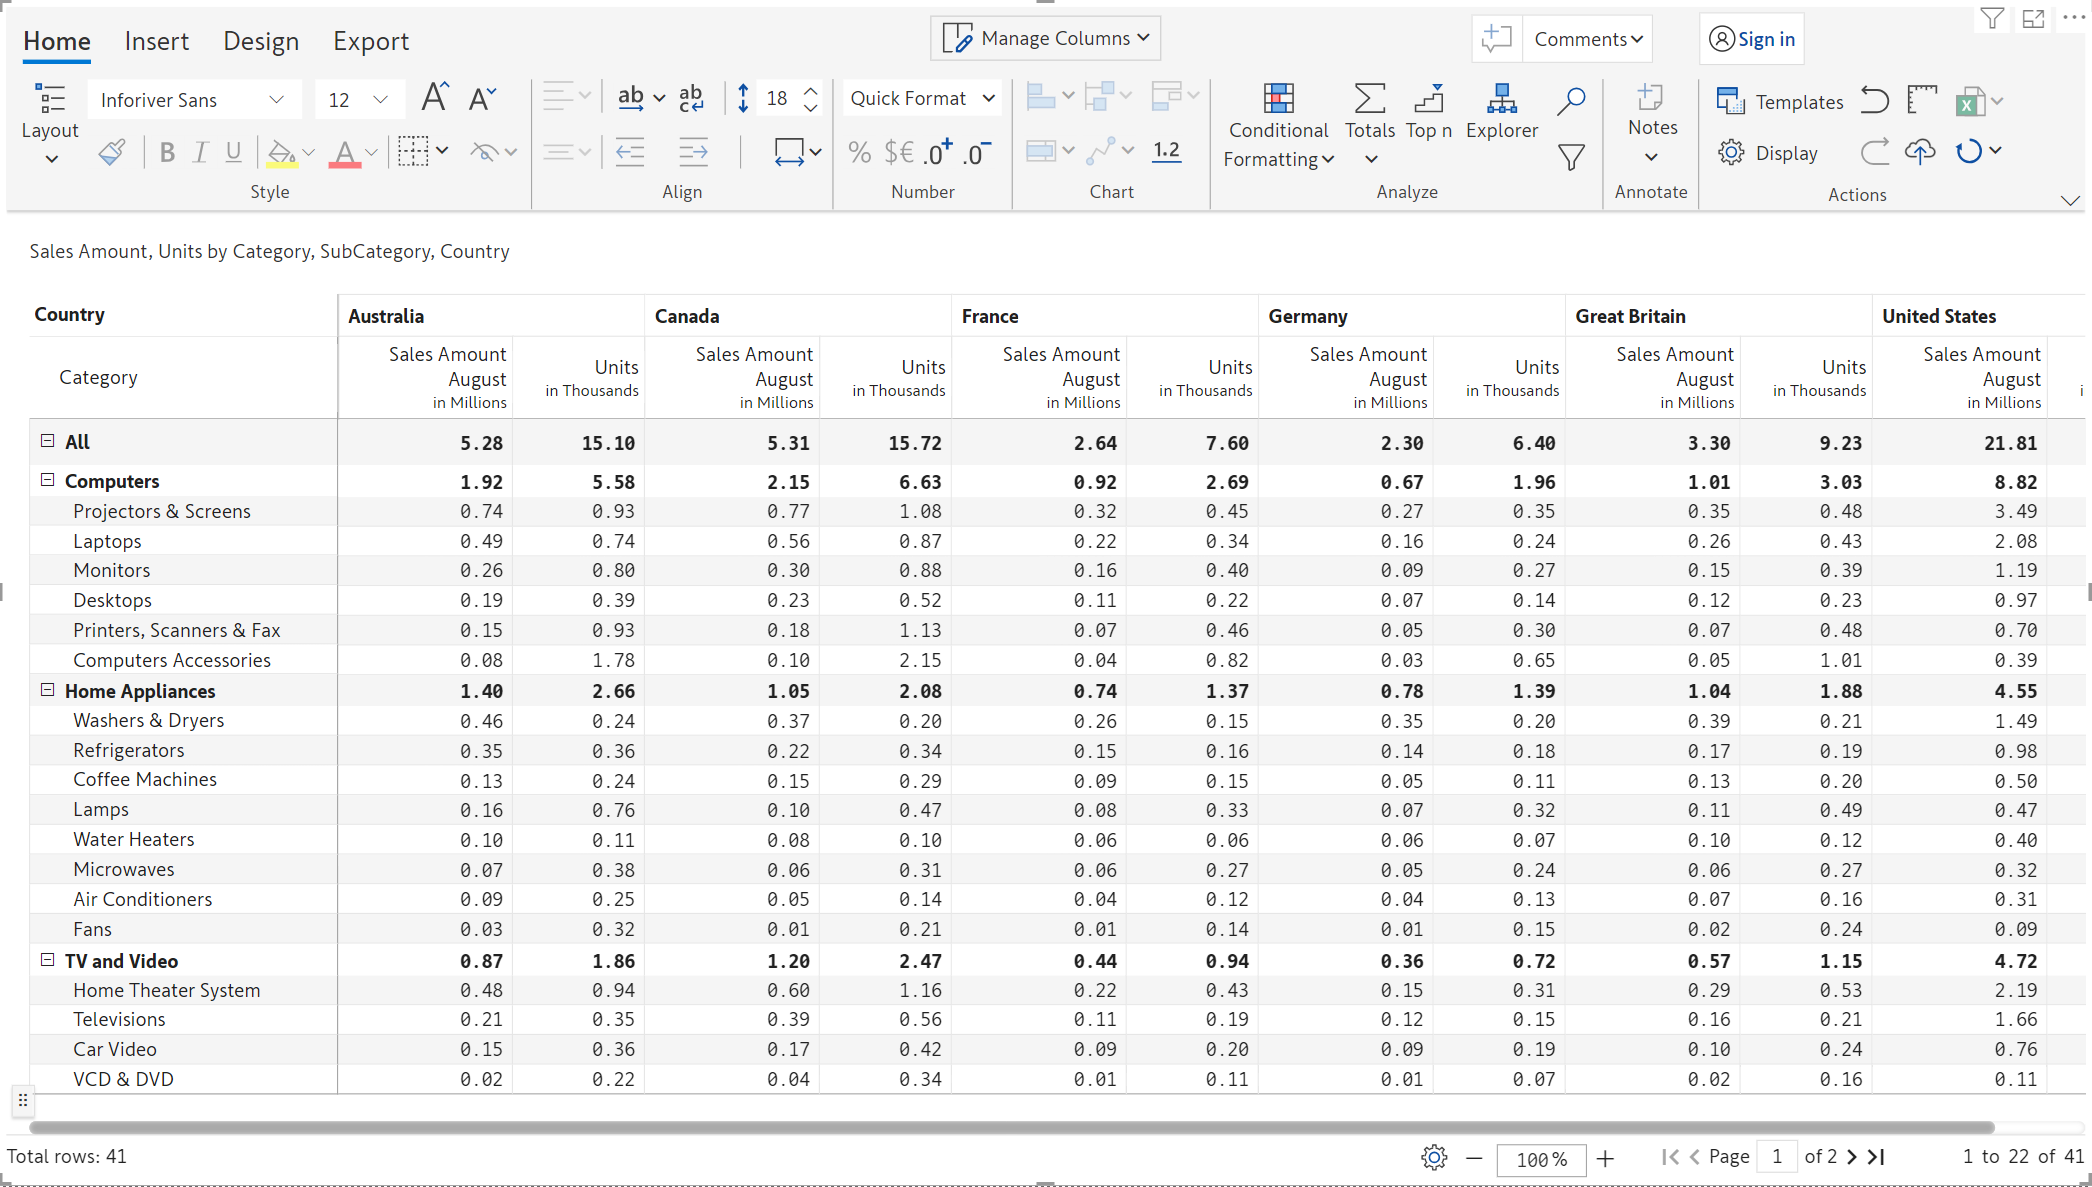 Home Insert Design Export Manage Columns Comments Sign in
Inforiver Sans 12 A A ab ab c 18 Quick Format
Layout Conditional Formatting Totals Top n Explorer Notes Templates
B I U A % $€ .0+ .0- 1.2 Display
Style Align Number Chart Analyze Annotate Actions
Sales Amount, Units by Category, SubCategory, Country
Country Australia Canada France Germany Great Britain United States
Category Sales Amount August in Millions Units in Thousands Sales Amount August in Millions Units in Thousands Sales Amount August in Millions Units in Thousands Sales Amount August in Millions Units in Thousands Sales Amount August in Millions Units in Thousands Sales Amount August in Millions i
All 5.28 15.10 5.31 15.72 2.64 7.60 2.30 6.40 3.30 9.23 21.81
Computers 1.92 5.58 2.15 6.63 0.92 2.69 0.67 1.96 1.01 3.03 8.82
Projectors & Screens 0.74 0.93 0.77 1.08 0.32 0.45 0.27 0.35 0.35 0.48 3.49
Laptops 0.49 0.74 0.56 0.87 0.22 0.34 0.16 0.24 0.26 0.43 2.08
Monitors 0.26 0.80 0.30 0.88 0.16 0.40 0.09 0.27 0.15 0.39 1.19
Desktops 0.19 0.39 0.23 0.52 0.11 0.22 0.07 0.14 0.12 0.23 0.97
Printers, Scanners & Fax 0.15 0.93 0.18 1.13 0.07 0.46 0.05 0.30 0.07 0.48 0.70
Computers Accessories 0.08 1.78 0.10 2.15 0.04 0.82 0.03 0.65 0.05 1.01 0.39
Home Appliances 1.40 2.66 1.05 2.08 0.74 1.37 0.78 1.39 1.04 1.88 4.55
Washers & Dryers 0.46 0.24 0.37 0.20 0.26 0.15 0.35 0.20 0.39 0.21 1.49
Refrigerators 0.35 0.36 0.22 0.34 0.15 0.16 0.14 0.18 0.17 0.19 0.98
Coffee Machines 0.13 0.24 0.15 0.29 0.09 0.15 0.05 0.11 0.13 0.20 0.50
Lamps 0.16 0.76 0.10 0.47 0.08 0.33 0.07 0.32 0.11 0.49 0.47
Water Heaters 0.10 0.11 0.08 0.10 0.06 0.06 0.06 0.07 0.10 0.12 0.40
Microwaves 0.07 0.38 0.06 0.31 0.06 0.27 0.05 0.24 0.06 0.27 0.32
Air Conditioners 0.09 0.25 0.05 0.14 0.04 0.12 0.04 0.13 0.07 0.16 0.31
Fans 0.03 0.32 0.01 0.21 0.01 0.14 0.01 0.15 0.02 0.24 0.09
TV and Video 0.87 1.86 1.20 2.47 0.44 0.94 0.36 0.72 0.57 1.15 4.72
Home Theater System 0.48 0.94 0.60 1.16 0.22 0.43 0.15 0.31 0.29 0.53 2.19
Televisions 0.21 0.35 0.39 0.56 0.11 0.19 0.12 0.15 0.16 0.21 1.66
Car Video 0.15 0.36 0.17 0.42 0.09 0.20 0.09 0.19 0.10 0.24 0.76
VCD & DVD 0.02 0.22 0.04 0.34 0.01 0.11 0.01 0.07 0.02 0.16 0.11
Total rows: 41 100% Page 1 of 2 1 to 22 of 41